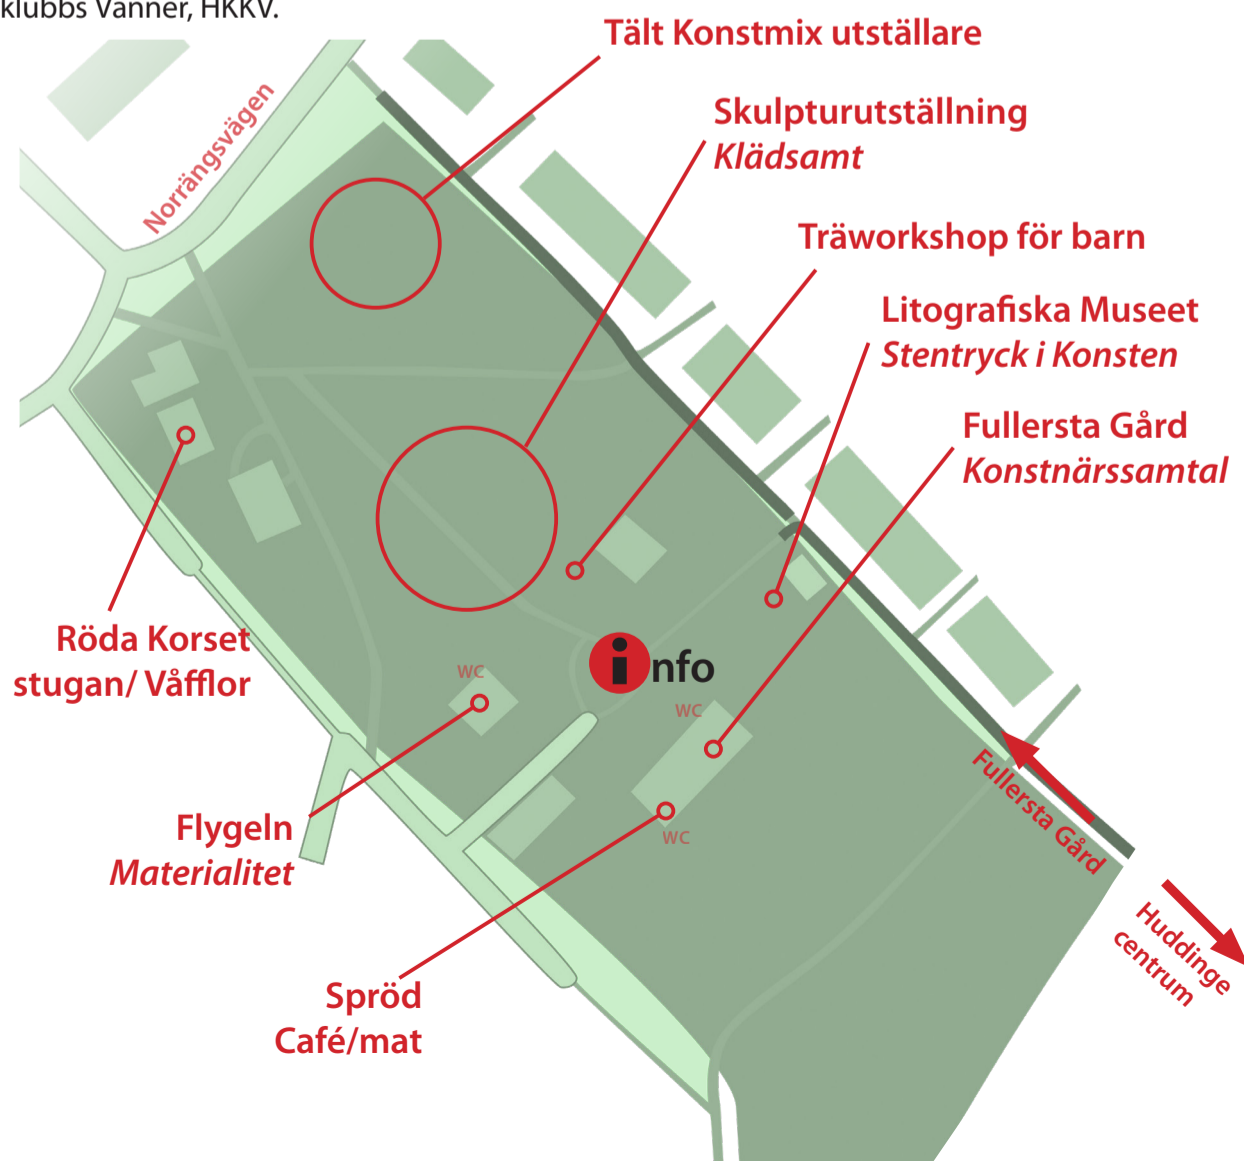 klubbs Vänner, HKKV.
Tält Konstmix utställare
Norrängsvägen
Skulpturutställning
Klädsamt
Träworkshop för barn
Litografiska Museet
Stentryck i Konsten
Fullersta Gård
Konstnärssamtal
Röda Korset
stugan/ Våfflor
info
WC
WC
WC
Flygeln
Materialitet
Fullersta Gård
Huddinge
centrum
Spröd
Café/mat